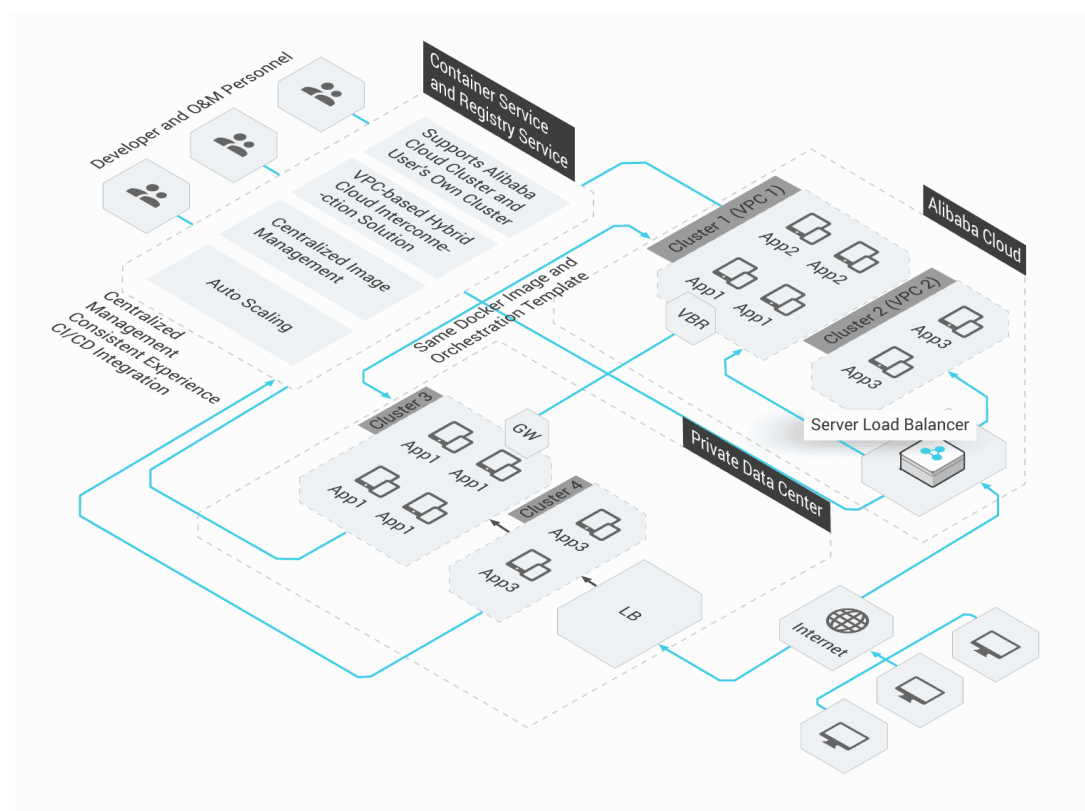 Developer and O&M Personnel
Container Service
and Registry Service
Supports Alibaba
Cloud Cluster and
User's Own Cluster
VPC-based Hybrid
Cloud Interconne-
-ction Solution
Centralized Image
Management
Auto Scaling
Centralized
Management
Consistent Experience
CI/CD Integration
Same Docker Image and
Orchestration Template
Alibaba Cloud
Cluster 1 (VPC 1)
App2
App2
App1
App1
VBR
Cluster 2 (VPC 2)
App3
App3
Server Load Balancer
Private Data Center
Cluster 3
GW
App1
App1
App1
App1
Cluster 4
App3
App3
LB
Internet